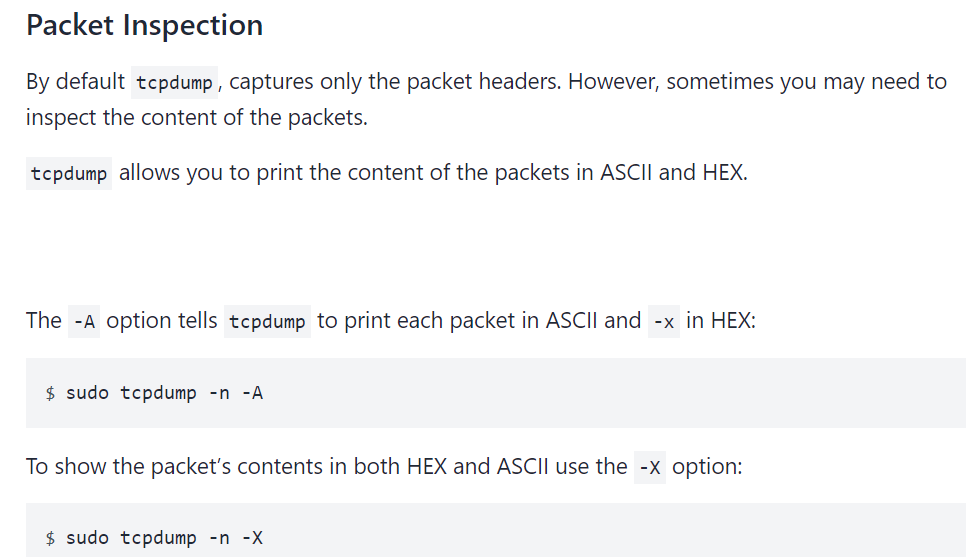 Packet Inspection
By default tcpdump, captures only the packet headers. However, sometimes you may need to
inspect the content of the packets.
tcpdump allows you to print the content of the packets in ASCII and HEX.
The -A option tells tcpdump to print each packet in ASCII and -x in HEX:
$ sudo tcpdump -n -A
To show the packet’s contents in both HEX and ASCII use the -X option:
$ sudo tcpdump -n -X